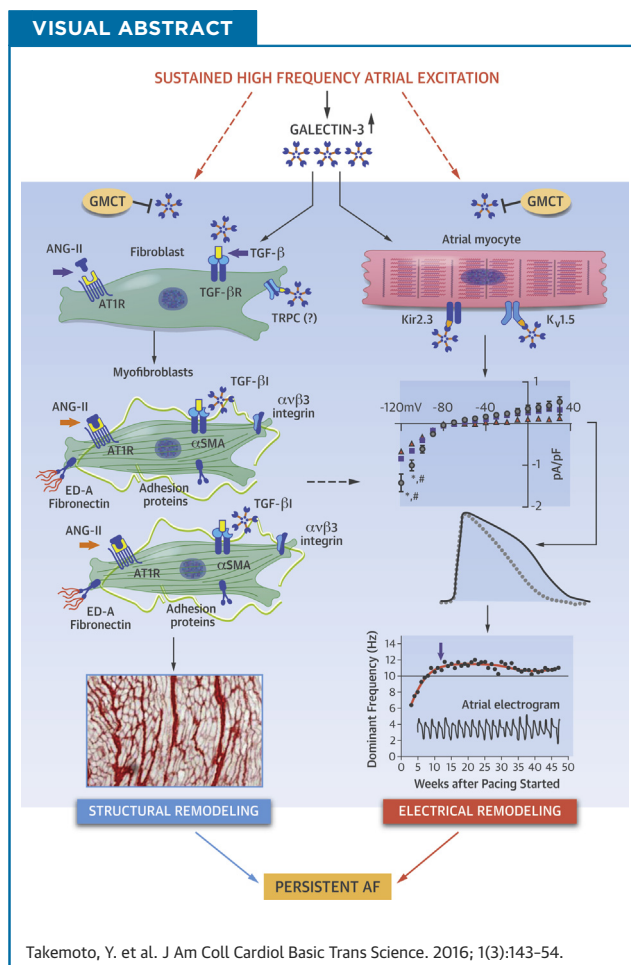 VISUAL ABSTRACT
SUSTAINED HIGH FREQUENCY ATRIAL EXCITATION
GALECTIN-3
GMCT
GMCT
ANG-II
Fibroblast
TGF-β
AT1R
TGF-βR
TRPC (?)
Atrial myocyte
Kir2.3
Kv1.5
Myofibroblasts
TGF-βI
ανβ3
integrin
ANG-II
AT1R
αSMA
ED-A
Fibronectin
Adhesion
proteins
TGF-βI
ανβ3
integrin
ANG-II
AT1R
αSMA
ED-A
Fibronectin
Adhesion
proteins
-120mV
-80
-40
40
1
0
-1
-2
pA/pF
*,#
*,#
Dominant Frequency (Hz)
14
12
10
8
6
4
2
0
Atrial electrogram
0 5 10 15 20 25 30 35 40 45 50
Weeks after Pacing Started
STRUCTURAL REMODELING
ELECTRICAL REMODELING
PERSISTENT AF
Takemoto, Y. et al. J Am Coll Cardiol Basic Trans Science. 2016; 1(3):143-54.